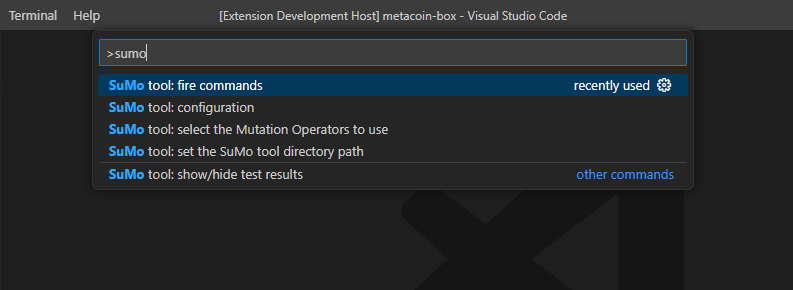 Terminal Help [Extension Development Host] metacoin-box - Visual Studio Code
>sumo
SuMo tool: fire commands recently used
SuMo tool: configuration
SuMo tool: select the Mutation Operators to use
SuMo tool: set the SuMo tool directory path
SuMo tool: show/hide test results other commands